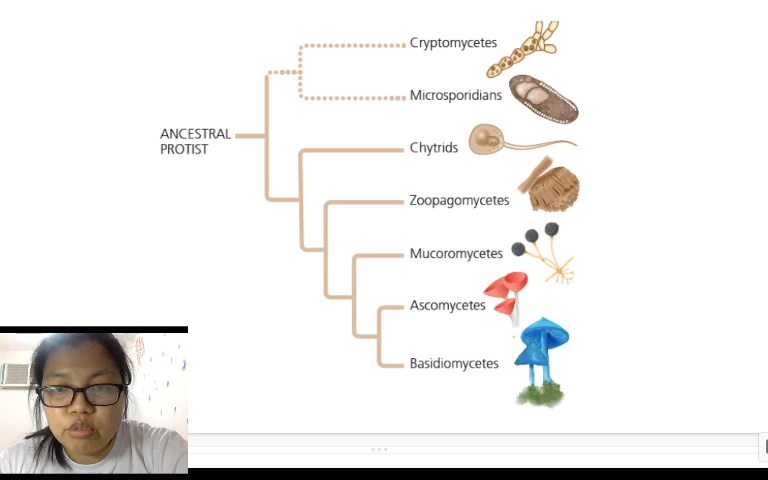 Cryptomycetes
Microsporidians
ANCESTRAL
PROTIST
Chytrids
Zoopagomycetes
Mucoromycetes
Ascomycetes
Basidiomycetes